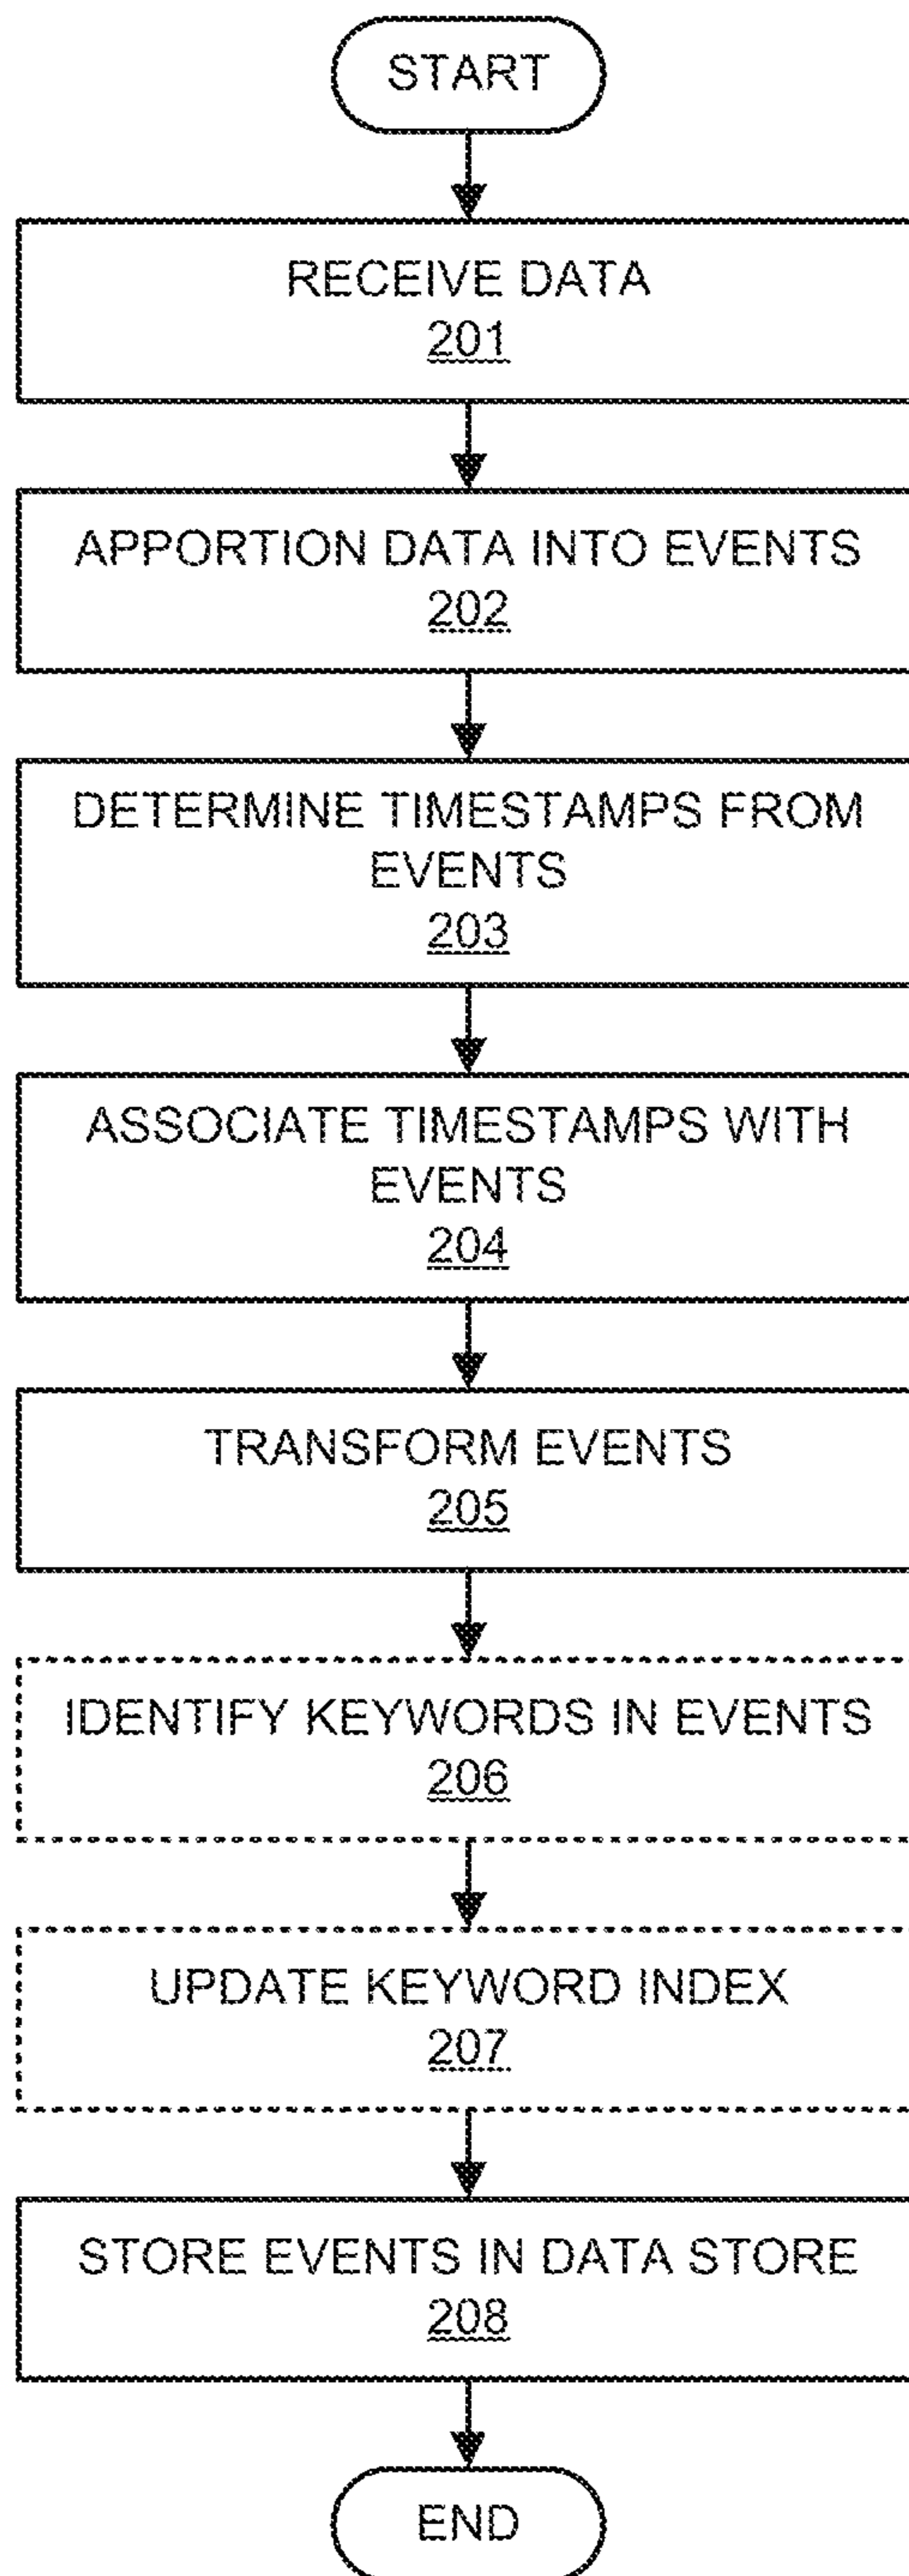 START
RECEIVE DATA
201
APPORTION DATA INTO EVENTS
202
DETERMINE TIMESTAMPS FROM
EVENTS
203
ASSOCIATE TIMESTAMPS WITH
EVENTS
204
TRANSFORM EVENTS
205
IDENTIFY KEYWORDS IN EVENTS
206
UPDATE KEYWORD INDEX
207
STORE EVENTS IN DATA STORE
208
END